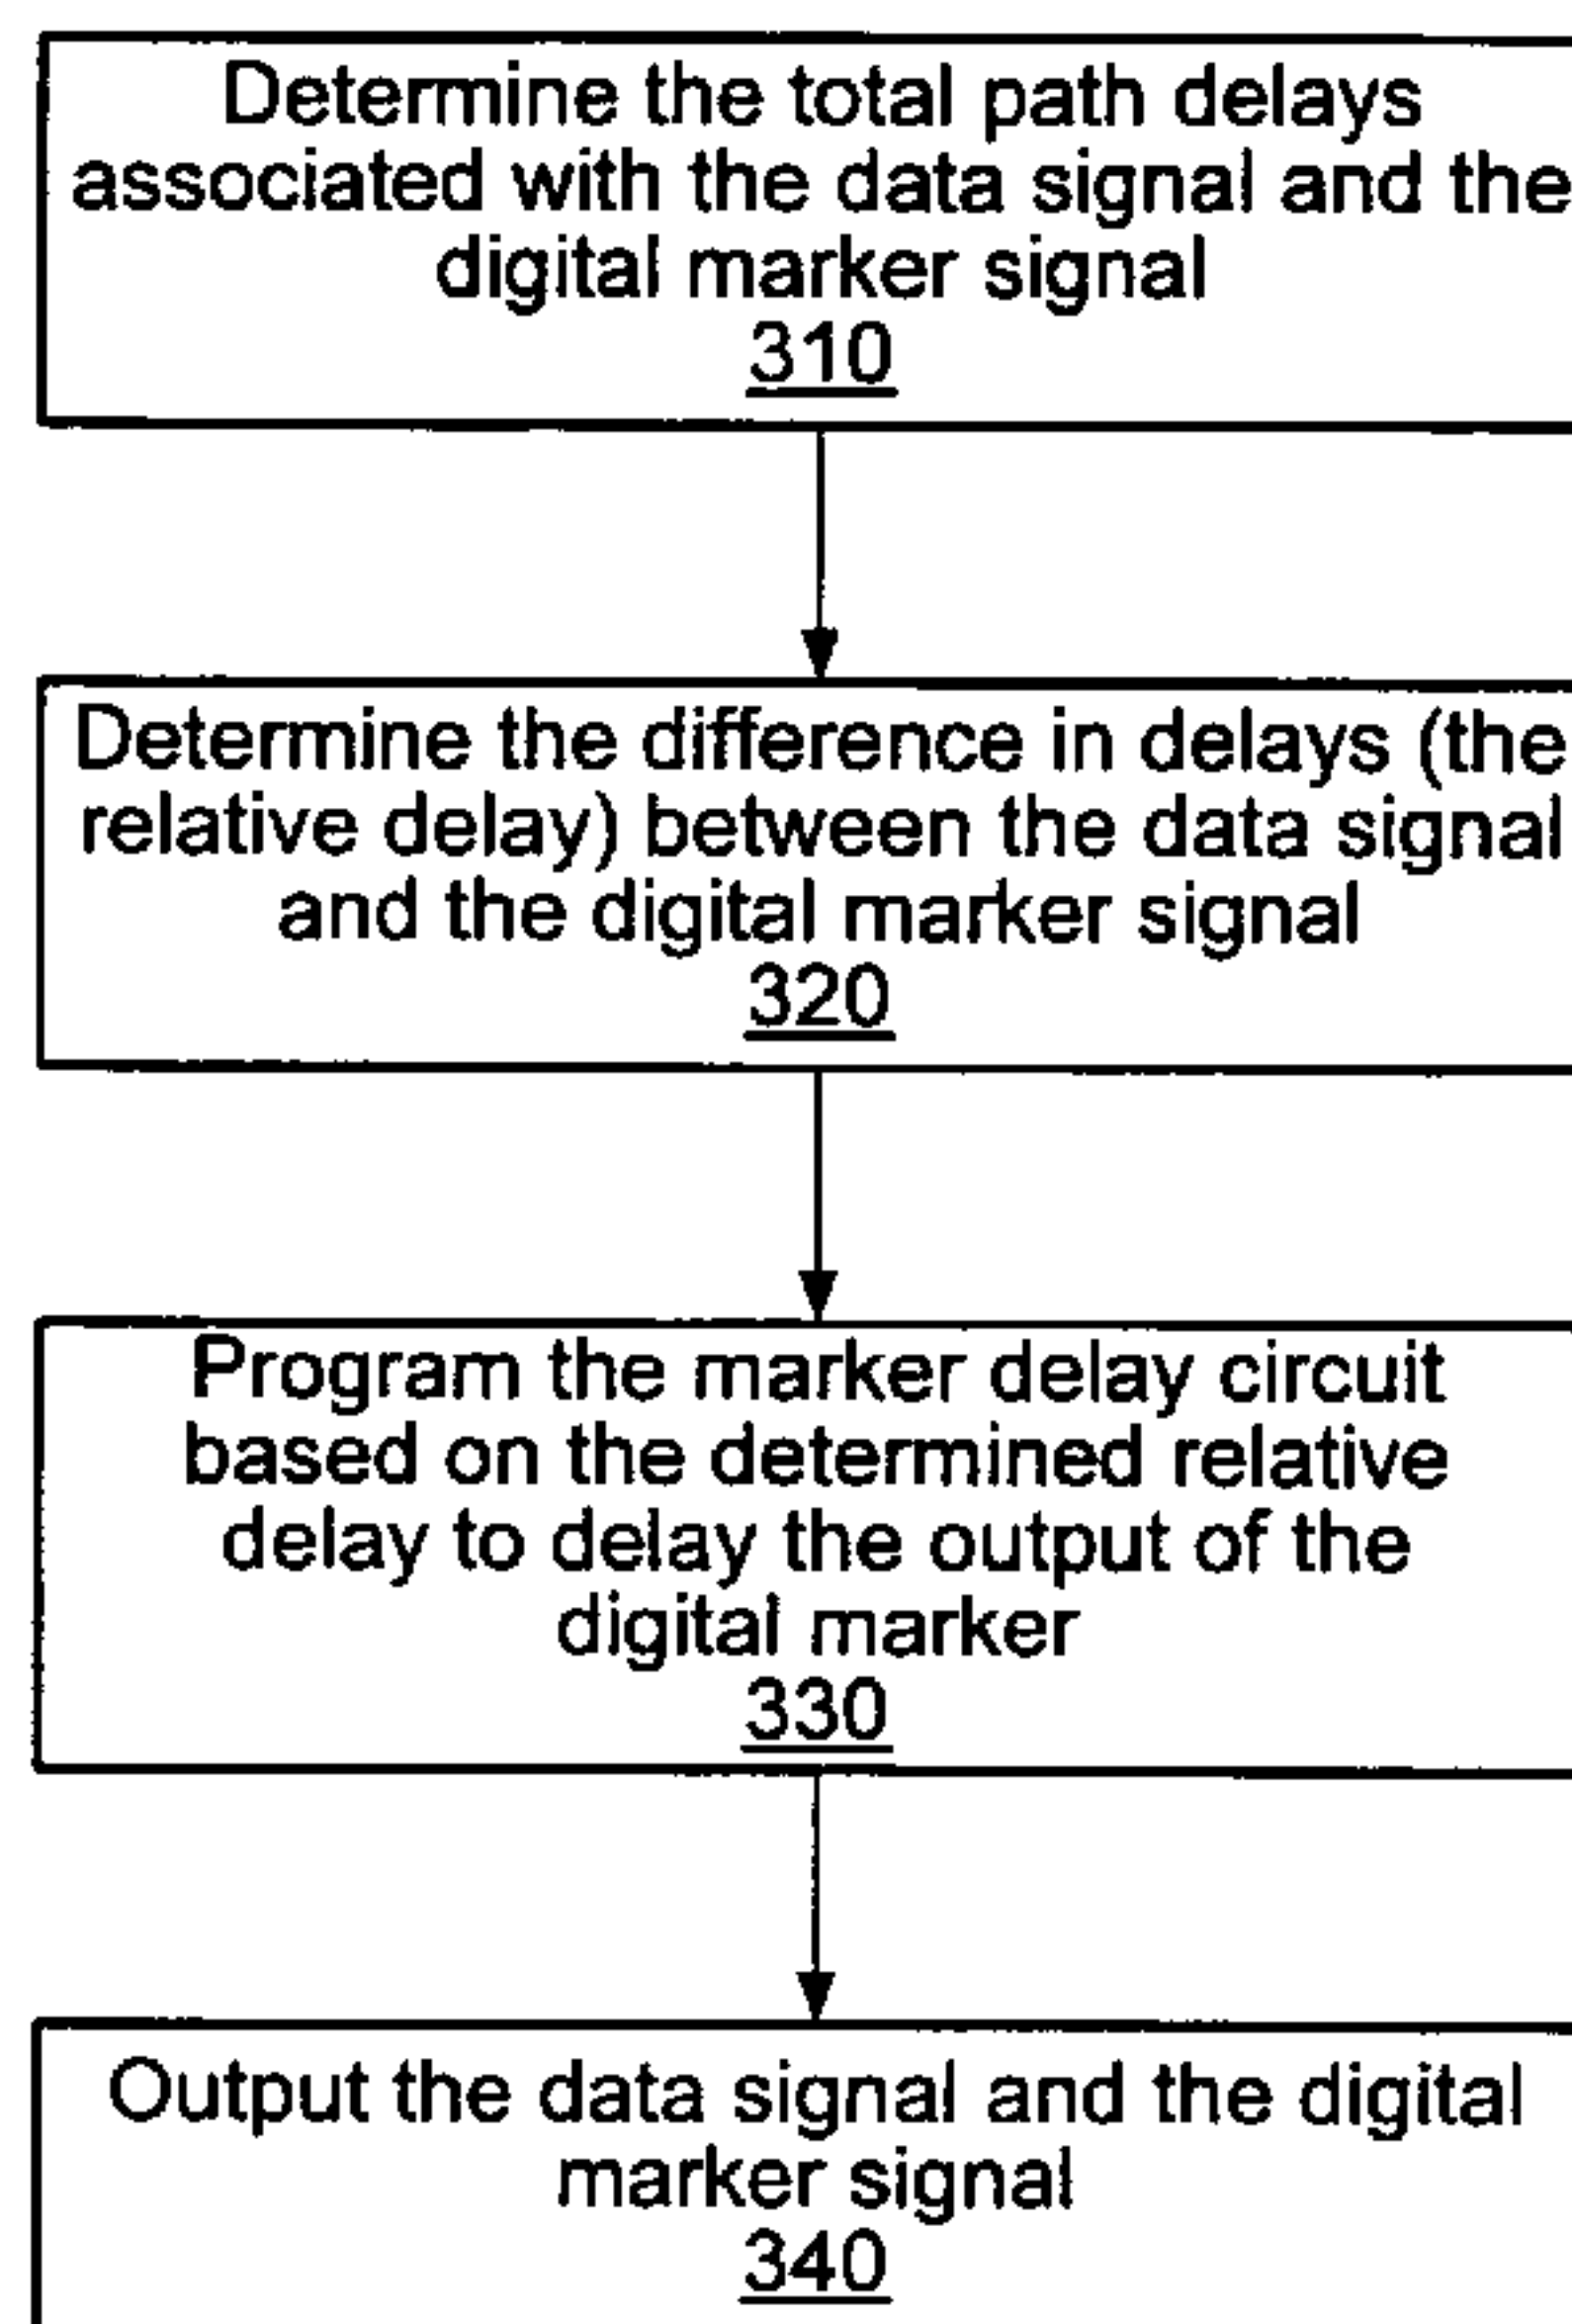 Determine the total path delays
associated with the data signal and the
digital marker signal
310
Determine the difference in delays (the
relative delay) between the data signal
and the digital marker signal
320
Program the marker delay circuit
based on the determined relative
delay to delay the output of the
digital marker
330
Output the data signal and the digital
marker signal
340